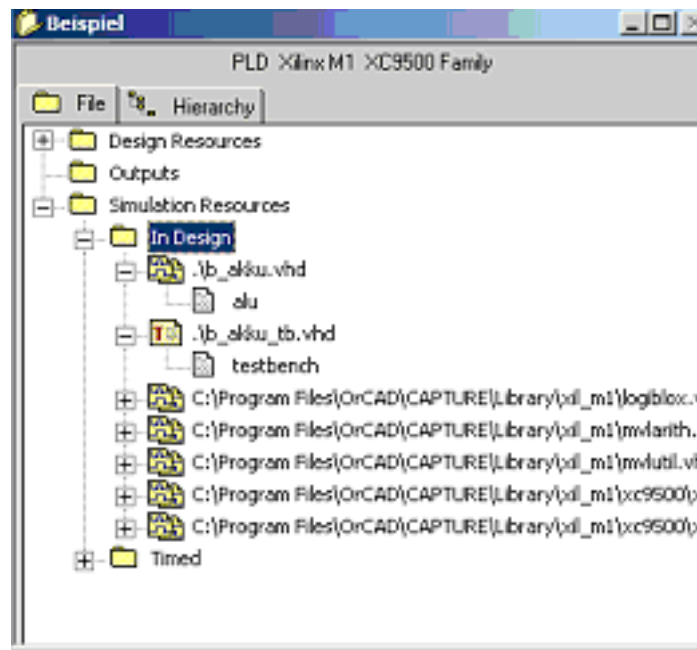 Beispiel
PLD Xilinx M1 XC9500 Family
File Hierarchy
Design Resources
Outputs
Simulation Resources
In Design
.\b_akku.vhd
alu
.\b_akku_tb.vhd
testbench
C:\Program Files\OrCAD\CAPTURE\Library\xil_m1\logiblox.v
C:\Program Files\OrCAD\CAPTURE\Library\xil_m1\mvlarith.
C:\Program Files\OrCAD\CAPTURE\Library\xil_m1\mvlutil.vh
C:\Program Files\OrCAD\CAPTURE\Library\xil_m1\xc9500\x
C:\Program Files\OrCAD\CAPTURE\Library\xil_m1\xc9500\x
Timed